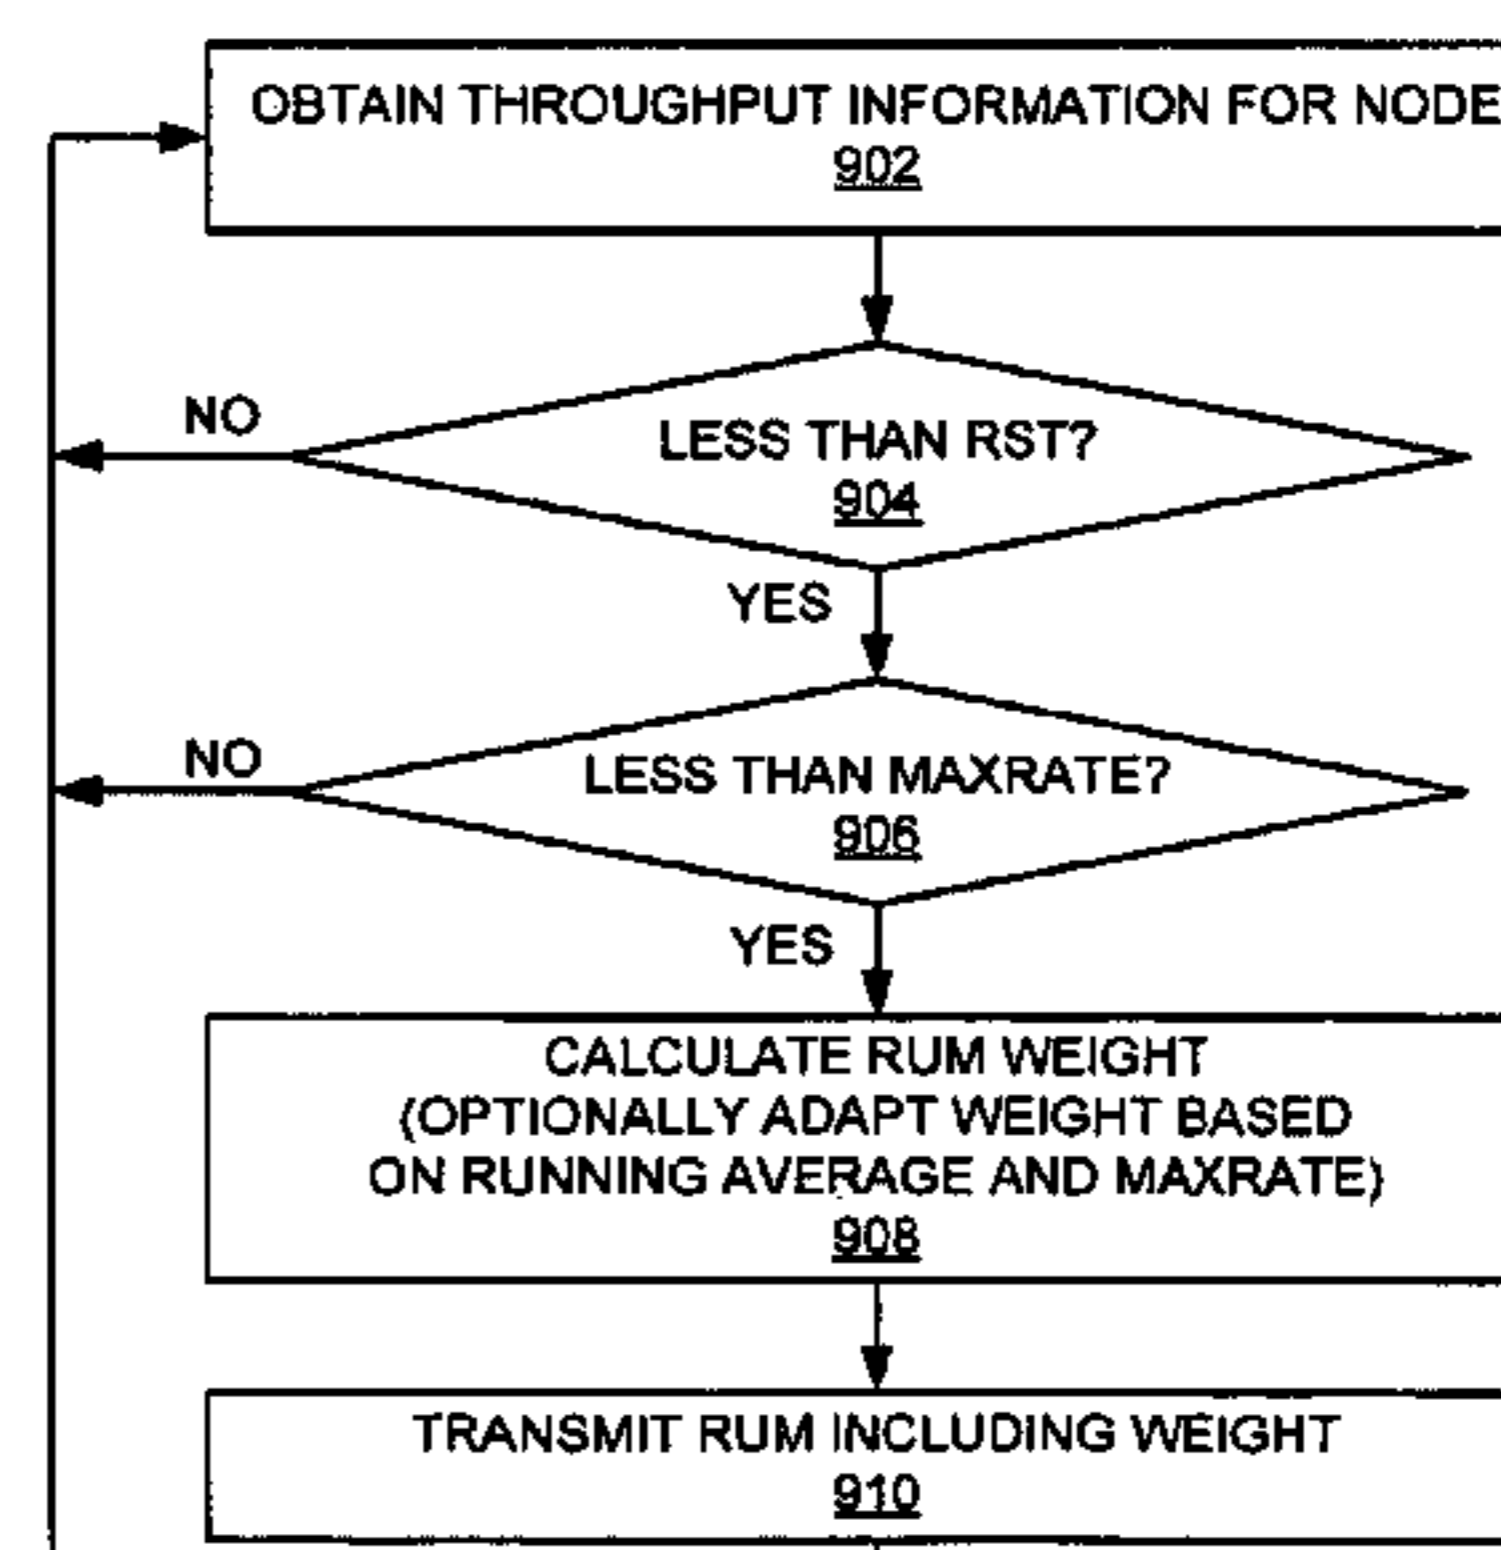 OBTAIN THROUGHPUT INFORMATION FOR NODE
902
NO
LESS THAN RST?
904
YES
NO
LESS THAN MAXRATE?
906
YES
CALCULATE RUM WEIGHT
(OPTIONALLY ADAPT WEIGHT BASED
ON RUNNING AVERAGE AND MAXRATE)
908
TRANSMIT RUM INCLUDING WEIGHT
910